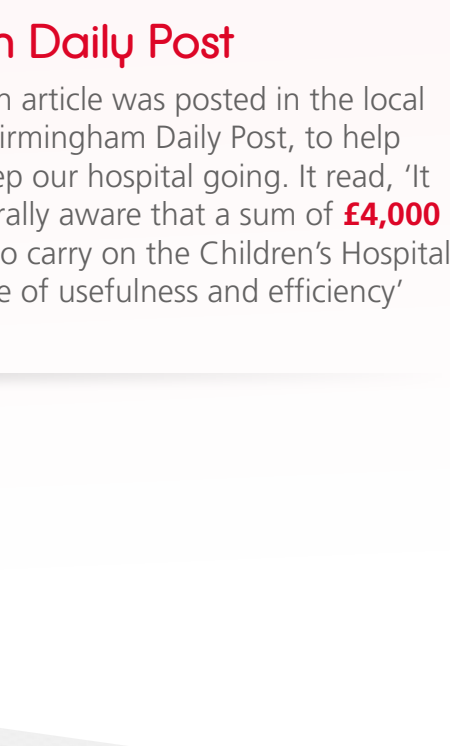 n Daily Post
n article was posted in the local
irmingham Daily Post, to help
ep our hospital going. It read, ‘It
rally aware that a sum of £4,000
o carry on the Children’s Hospital
e of usefulness and efficiency’